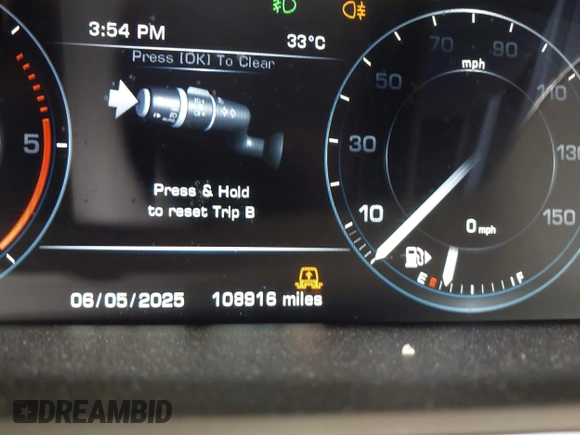 3:54 PM
33°C
Press [OK] To Clear
Press & Hold
to reset Trip B
06/05/2025
108916 miles
5
mph
10
30
50
70
90
110
130
150
0 mph
E
F
DREAMBID